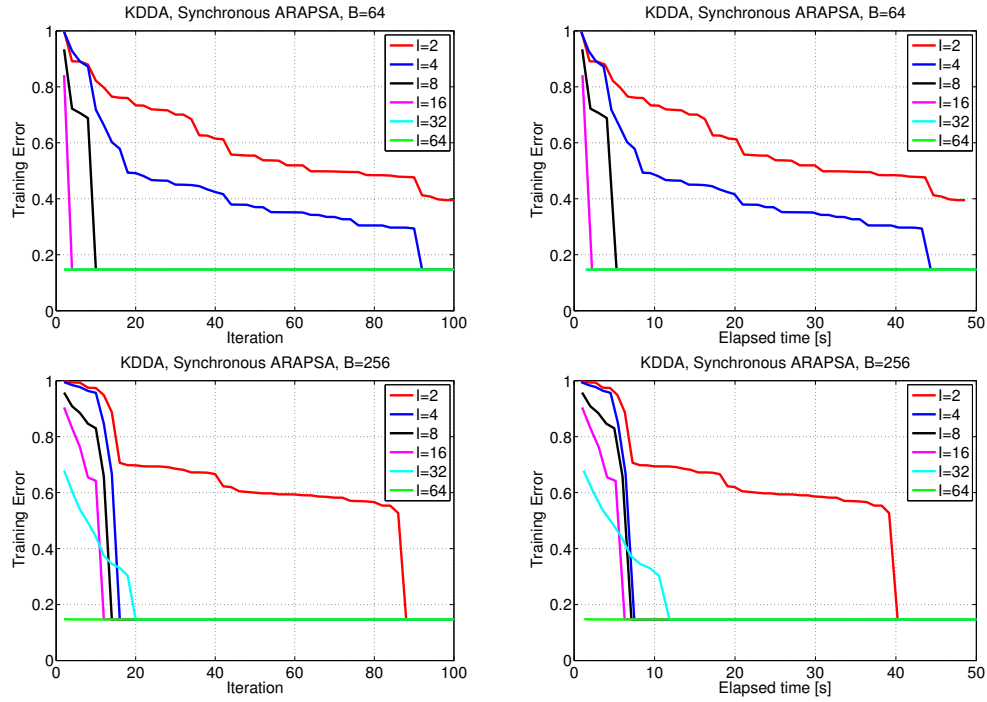 KDDA, Synchronous ARAPSA, B=64
Training Error
1
0.8
0.6
0.4
0.2
0
0
20
40
60
80
100
Iteration
I=2
I=4
I=8
I=16
I=32
I=64
KDDA, Synchronous ARAPSA, B=64
Training Error
1
0.8
0.6
0.4
0.2
0
0
10
20
30
40
50
Elapsed time [s]
I=2
I=4
I=8
I=16
I=32
I=64
KDDA, Synchronous ARAPSA, B=256
Training Error
1
0.8
0.6
0.4
0.2
0
0
20
40
60
80
100
Iteration
I=2
I=4
I=8
I=16
I=32
I=64
KDDA, Synchronous ARAPSA, B=256
Training Error
1
0.8
0.6
0.4
0.2
0
0
10
20
30
40
50
Elapsed time [s]
I=2
I=4
I=8
I=16
I=32
I=64